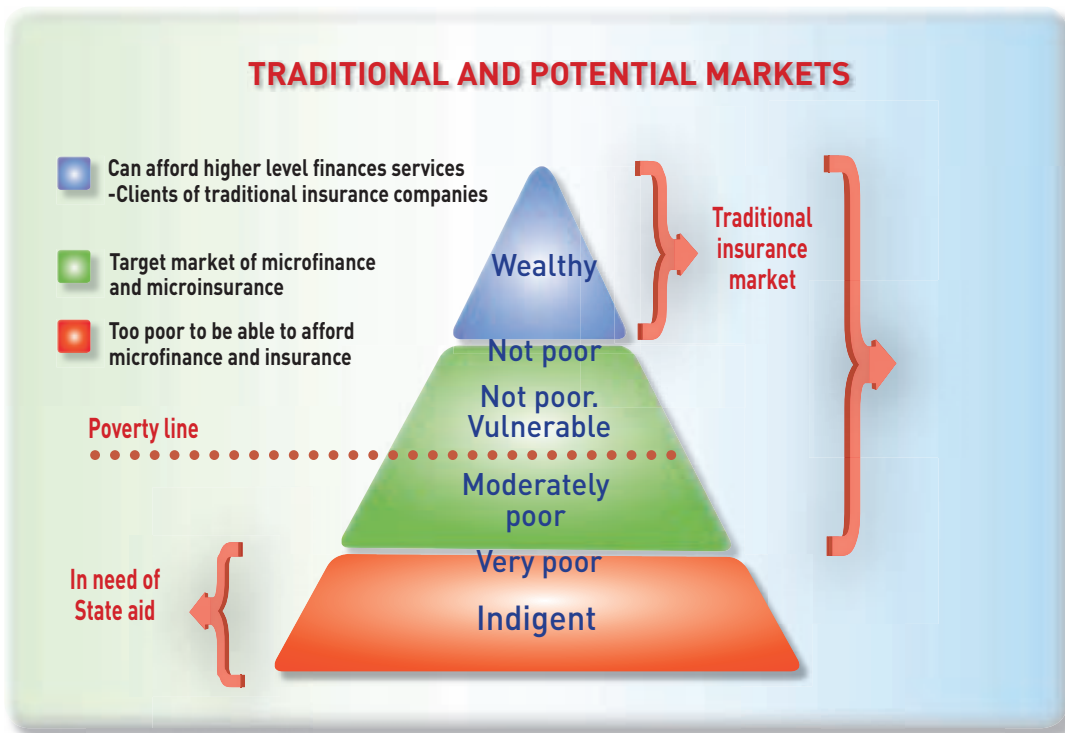 TRADITIONAL AND POTENTIAL MARKETS
Can afford higher level finances services
-Clients of traditional insurance companies
Target market of microfinance
and microinsurance
Too poor to be able to afford
microfinance and insurance
Poverty line
In need of
State aid
Wealthy
Not poor
Not poor.
Vulnerable
Moderately
poor
Very poor
Indigent
Traditional
insurance
market